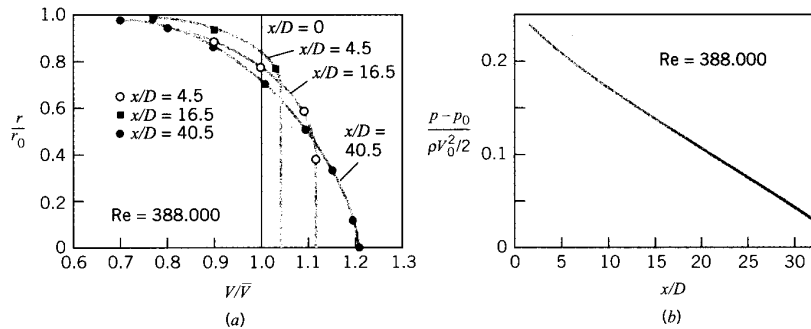 1.0
0.8
0.6
0.4
0.2
0
r
r₀
0.6
0.7
0.8
0.9
1.0
1.1
1.2
1.3
V/V̅
(a)
x/D = 0
x/D = 4.5
x/D = 16.5
x/D =
40.5
x/D = 4.5
x/D = 16.5
x/D = 40.5
Re = 388.000
0.2
0.1
0
p – p₀
ρV₀²/2
Re = 388.000
0
5
10
15
20
25
30
x/D
(b)